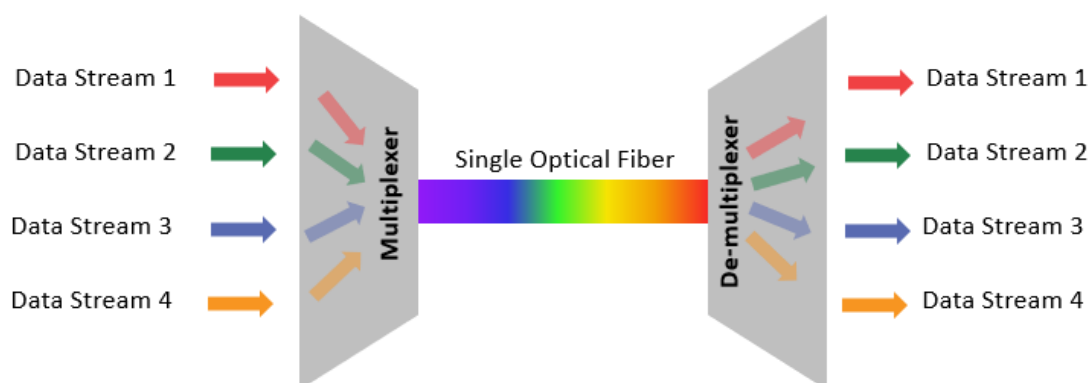 Data Stream 1
Data Stream 2
Data Stream 3
Data Stream 4
Multiplexer
Single Optical Fiber
De-multiplexer
Data Stream 1
Data Stream 2
Data Stream 3
Data Stream 4